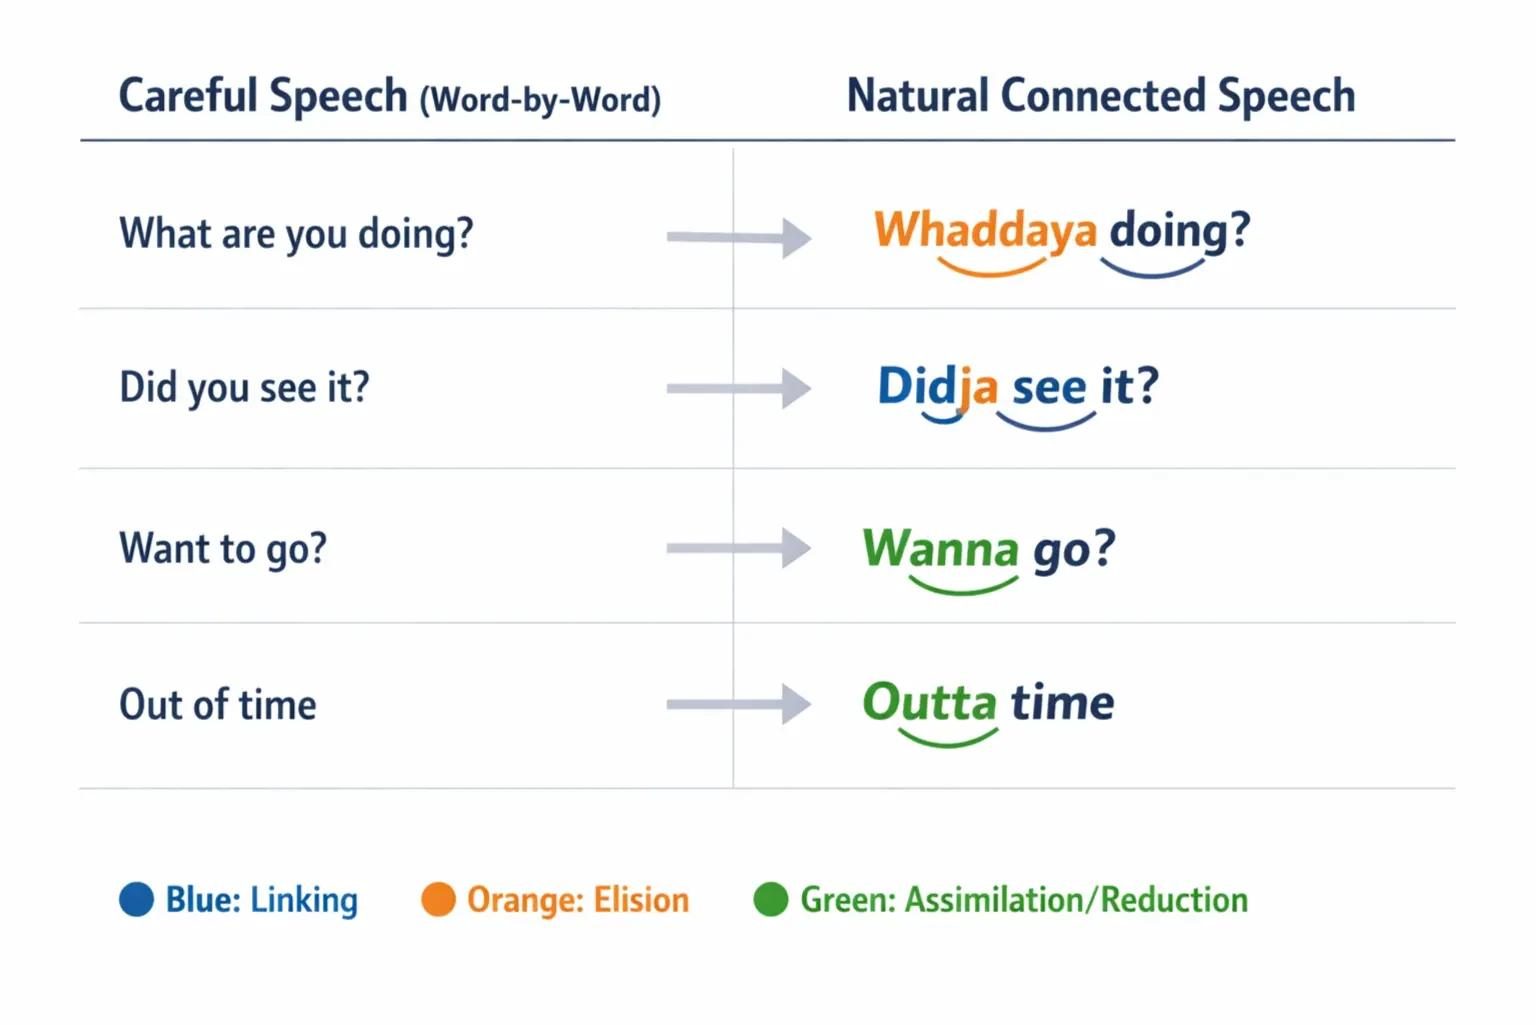 Careful Speech (Word-by-Word)
Natural Connected Speech
What are you doing?
Whaddaya doing?
Did you see it?
Didja see it?
Want to go?
Wanna go?
Out of time
Outta time
Blue: Linking
Orange: Elision
Green: Assimilation/Reduction